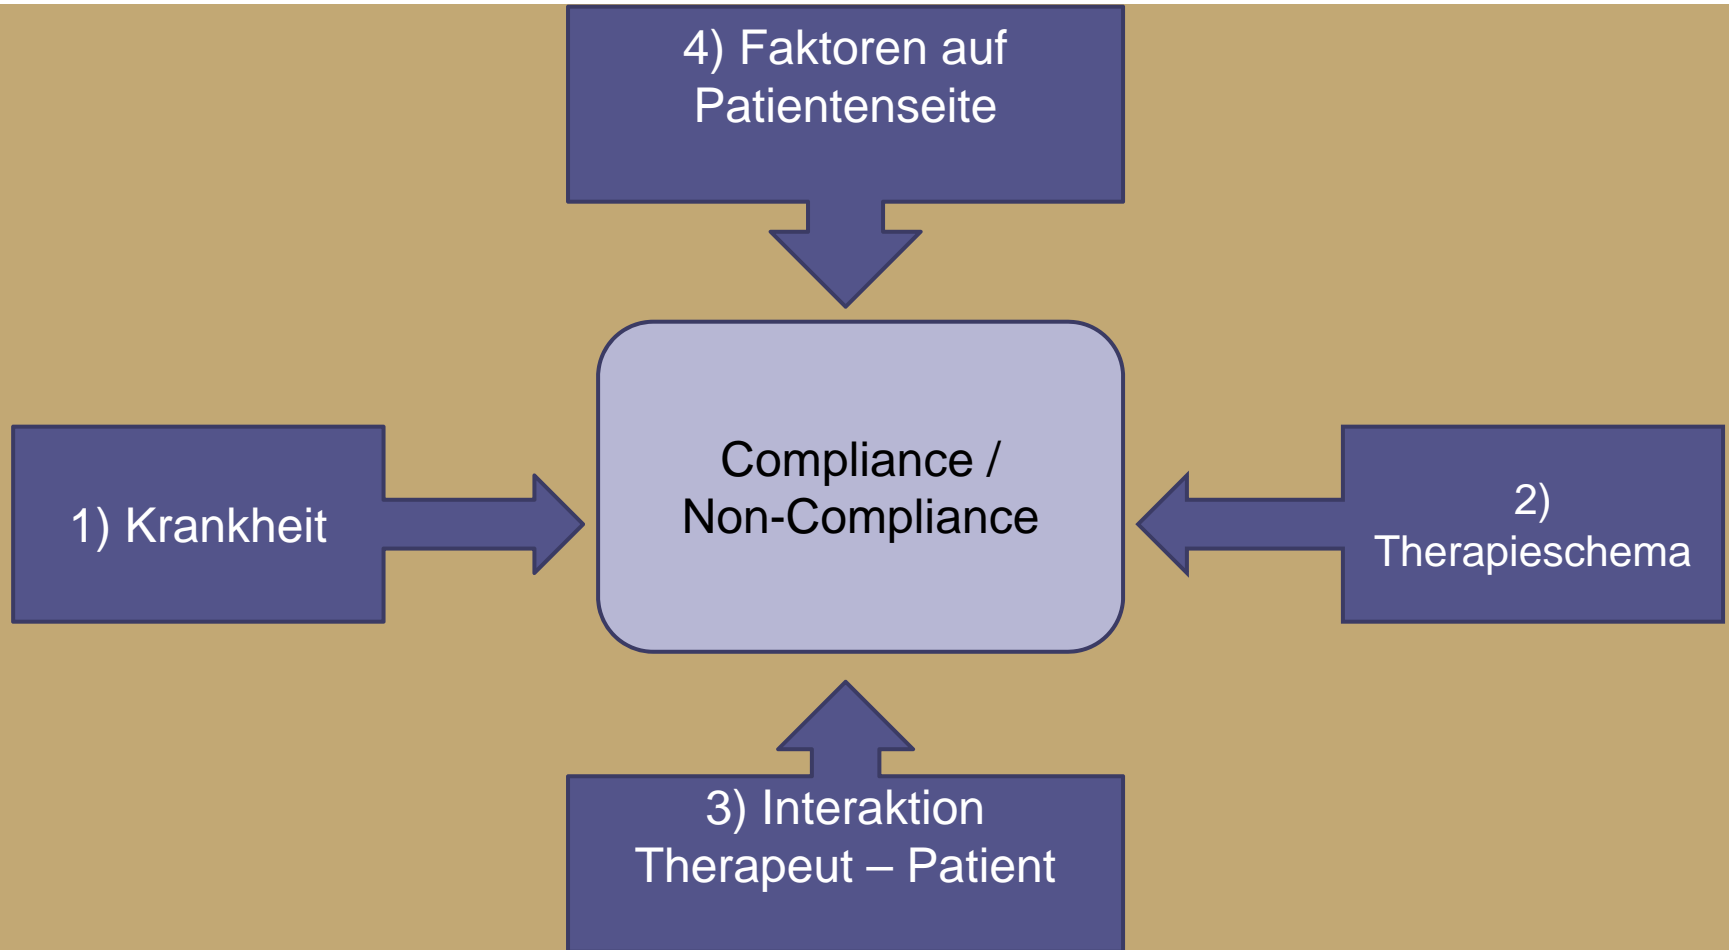 4) Faktoren auf
Patientenseite
Compliance /
Non-Compliance
1) Krankheit
2)
Therapieschema
3) Interaktion
Therapeut – Patient